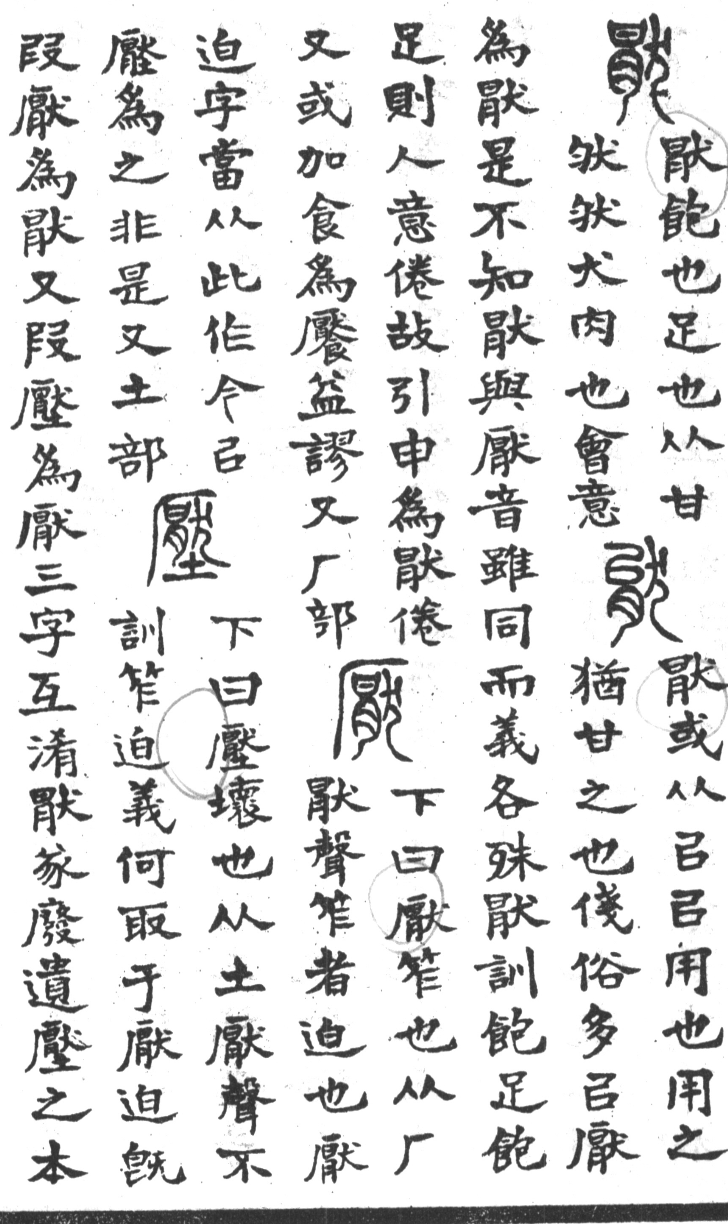 猒
猒飽也足也从甘
肰肰犬肉也會意
猒
猒或从㠯㠯用也用之
猶甘之也俴俗多㠯厭
為猒是不知猒與厭音雖同而義各殊猒訓飽足飽
足則人意倦故引申為猒倦
又或加食為饜益謬又厂部
厭
下曰厭笮也从厂
猒聲笮者迫也厭
迫字當从此作今㠯
壓為之非是又土部
壓
下曰壓壞也从土厭聲不
訓笮迫義何取于厭迫旣
叚厭為猒又叚壓為厭三字互淆猒㒸廢遺壓之本